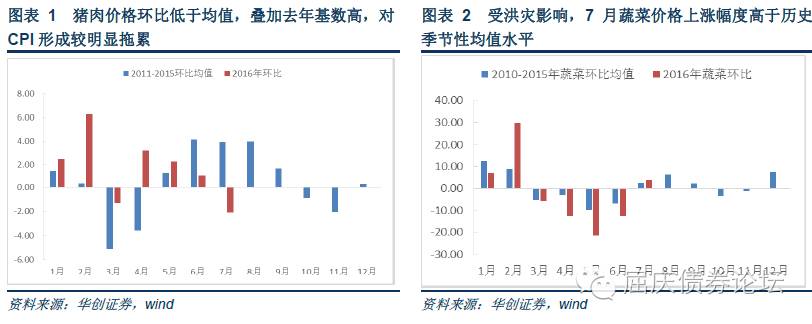 图表 1 猪肉价格环比低于均值，叠加去年基数高，对
CPI 形成较明显拖累
2011-2015环比均值 2016年环比
8.00
6.00
4.00
2.00
0.00
-2.00
-4.00
-6.00
1月 2月 3月 4月 5月 6月 7月 8月 9月 10月 11月 12月
资料来源：华创证券，wind
图表 2 受洪灾影响，7 月蔬菜价格上涨幅度高于历史
季节性均值水平
2010-2015年蔬菜环比均值 2016年蔬菜环比
40.00
30.00
20.00
10.00
0.00
-10.00
-20.00
-30.00
1月 2月 3月 4月 5月 6月 7月 8月 9月 10月 11月 12月
资料来源：华创证券，wind
屈庆债券论坛